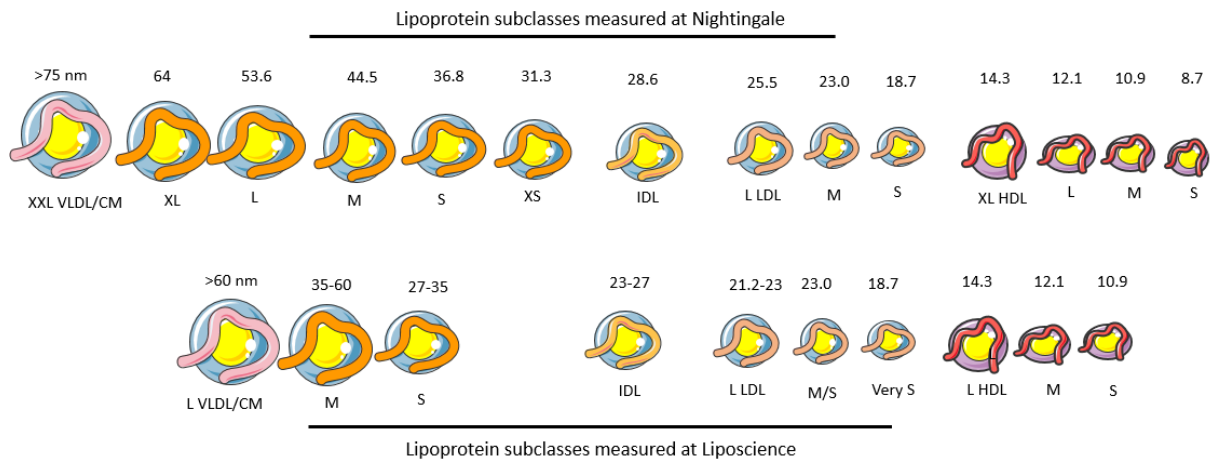 Lipoprotein subclasses measured at Nightingale
>75 nm 64 53.6 44.5 36.8 31.3 28.6 25.5 23.0 18.7 14.3 12.1 10.9 8.7
XXL VLDL/CM XL L M S XS IDL L LDL M S XL HDL L M S
>60 nm 35-60 27-35 23-27 21.2-23 23.0 18.7 14.3 12.1 10.9
L VLDL/CM M S IDL L LDL M/S Very S L HDL M S
Lipoprotein subclasses measured at Liposcience